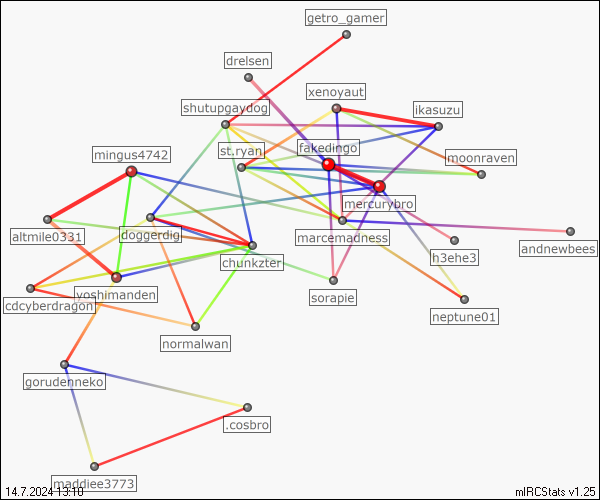 getro_gamer
drelsen
xenoyaut
shutupgaydog
ikasuzu
fakedingo
mingus4742
st.ryan
moonraven
mercurybro
altmile0331
doggerdig
marcemadness
andnewbees
chunkzter
h3ehe3
yoshimanden
cdcyberdragon
sorapie
neptune01
normalwan
gorudenneko
.cosbro
maddiee3773
14.7.2024 13:10
mIRCStats v1.25